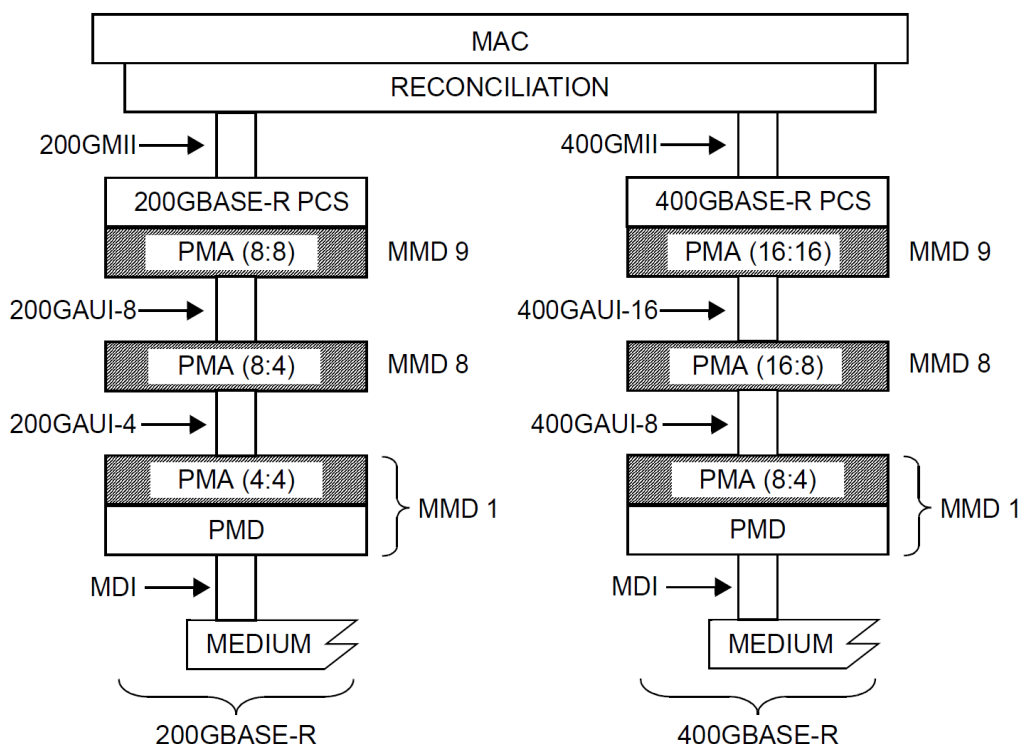 MAC
RECONCILIATION
200GMII
400GMII
200GBASE-R PCS
400GBASE-R PCS
PMA (8:8)
MMD 9
PMA (16:16)
MMD 9
200GAUI-8
400GAUI-16
PMA (8:4)
MMD 8
PMA (16:8)
MMD 8
200GAUI-4
400GAUI-8
PMA (4:4)
PMA (8:4)
MMD 1
MMD 1
PMD
PMD
MDI
MDI
MEDIUM
MEDIUM
200GBASE-R
400GBASE-R